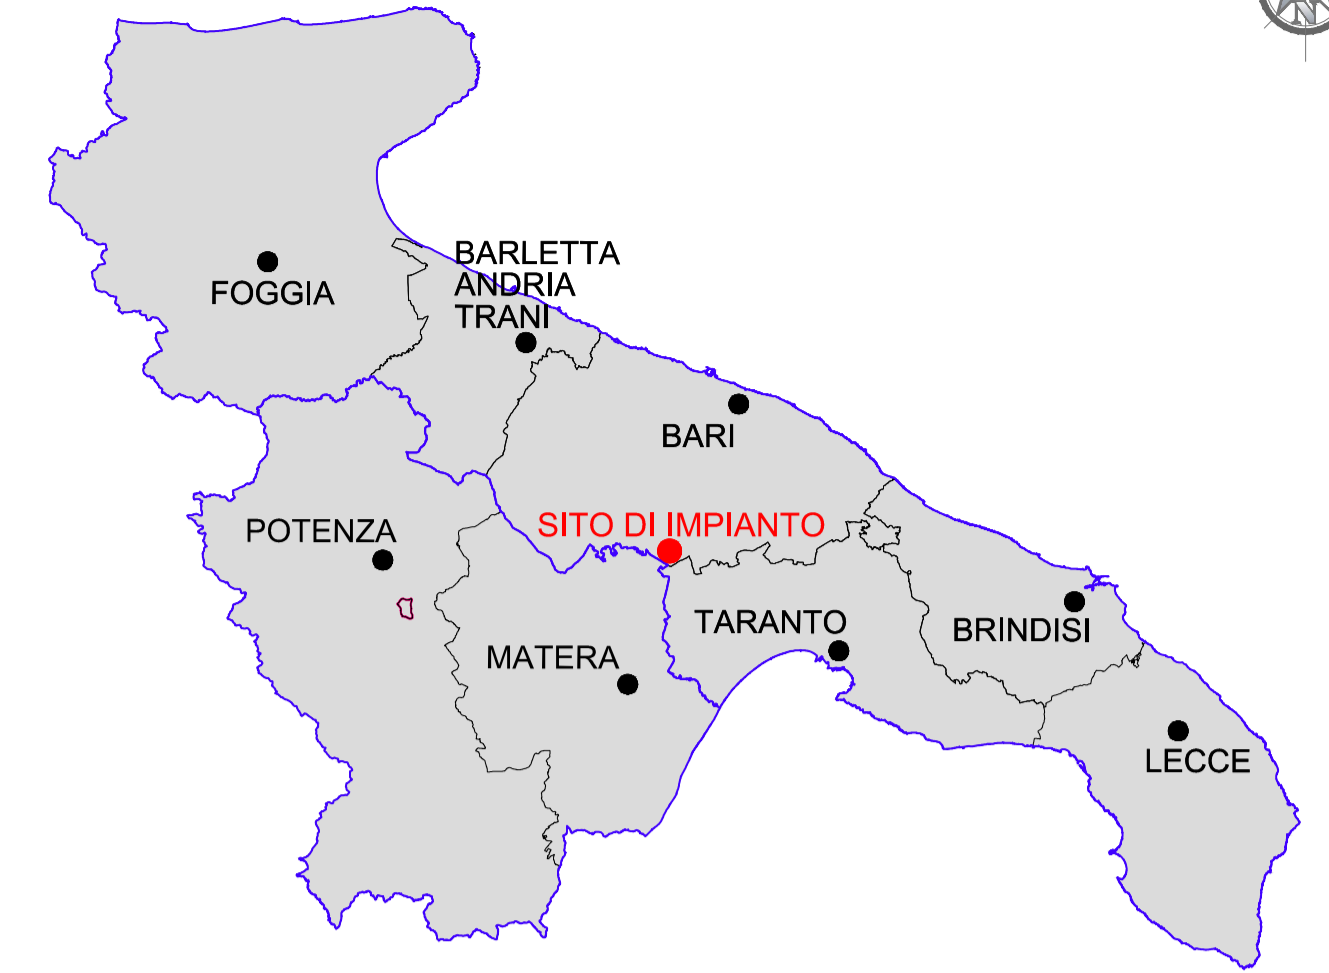 N
BARLETTA
ANDRIA
TRANI
FOGGIA
BARI
SITO DI IMPIANTO
POTENZA
TARANTO
BRINDISI
MATERA
LECCE